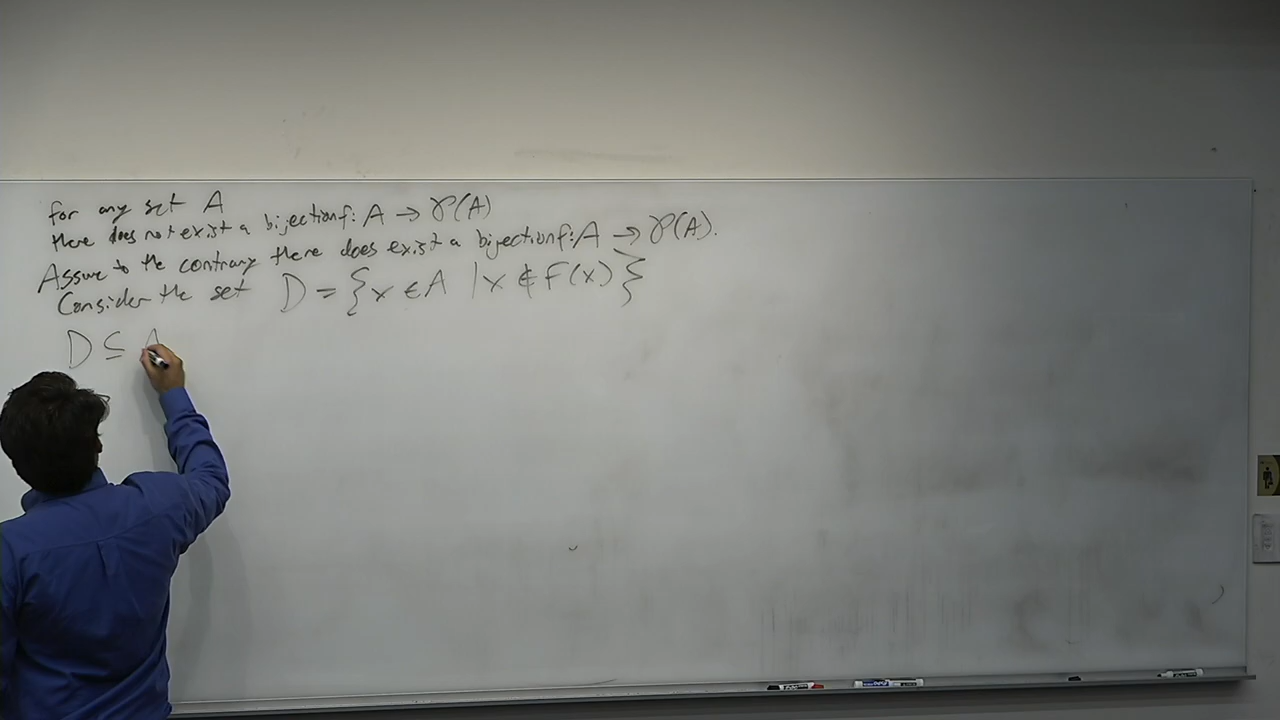 For any set A
there does not exist a bijection f: A → P(A)
Assume to the contrary there does exist a bijection f: A → P(A).
Consider the set D = {x ∈ A | x ∉ f(x)}
D ⊆ A